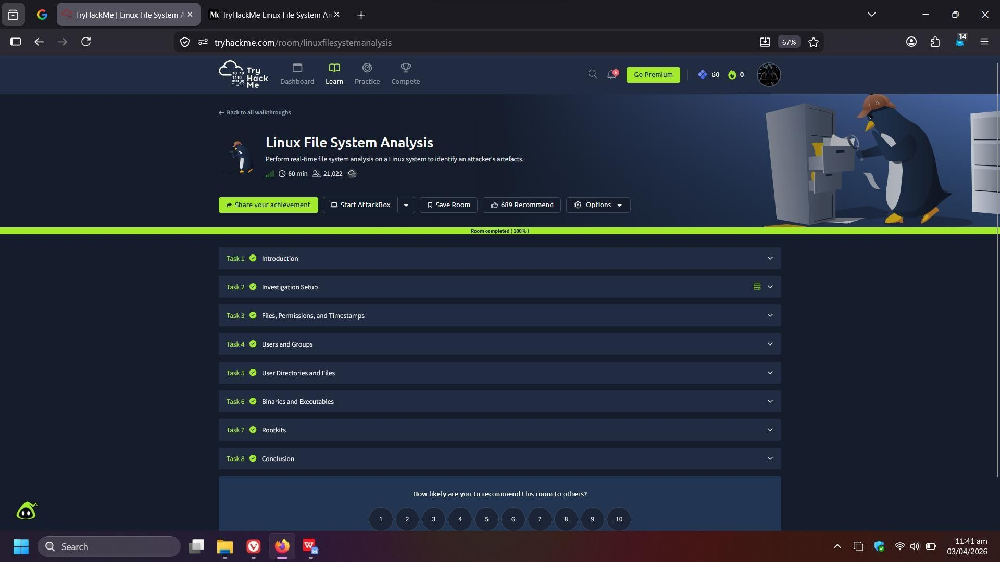 TryHackMe | Linux File System A
TryHackMe Linux File System An
tryhackme.com/room/linuxfilesystemanalysis
67%
14
Try Hack Me
Dashboard
Learn
Practice
Compete
6
Go Premium
60
0
Back to all walkthroughs
Linux File System Analysis
Perform real-time file system analysis on a Linux system to identify an attacker's artefacts.
60 min
21,022
Share your achievement
Start AttackBox
Save Room
689 Recommend
Options
Room completed ( 100% )
Task 1 Introduction
Task 2 Investigation Setup
Task 3 Files, Permissions, and Timestamps
Task 4 Users and Groups
Task 5 User Directories and Files
Task 6 Binaries and Executables
Task 7 Rootkits
Task 8 Conclusion
How likely are you to recommend this room to others?
1 2 3 4 5 6 7 8 9 10
Search
11:41 am
03/04/2026